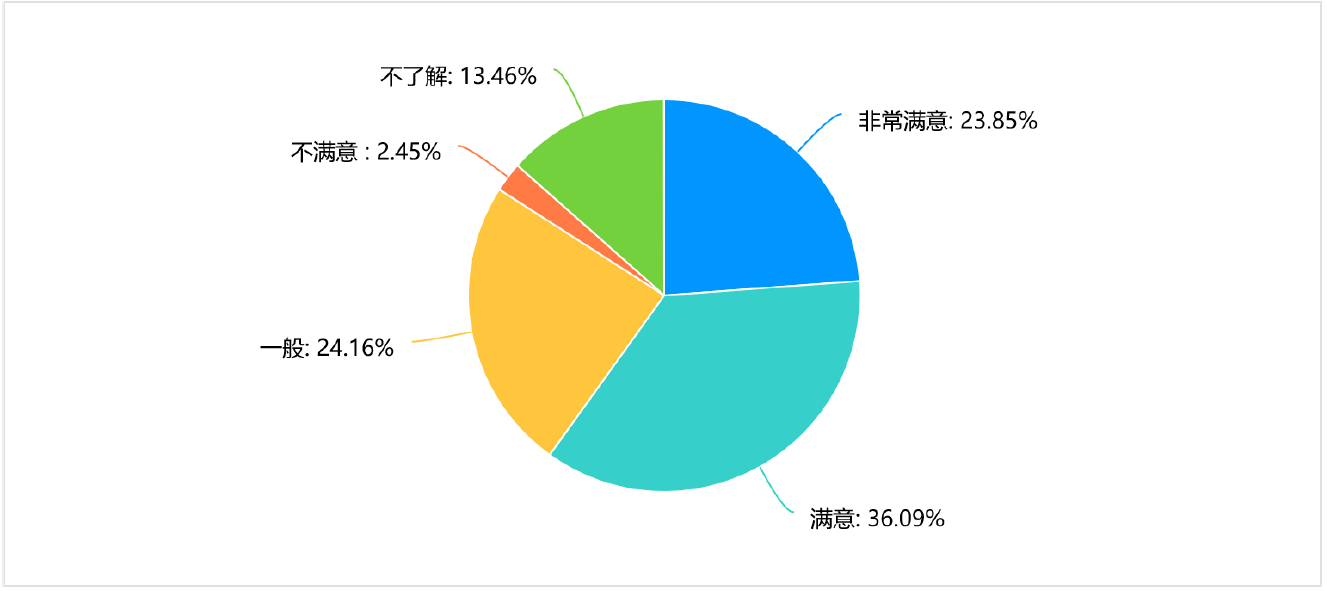 不了解: 13.46%
非常满意: 23.85%
不满意 : 2.45%
一般: 24.16%
满意: 36.09%